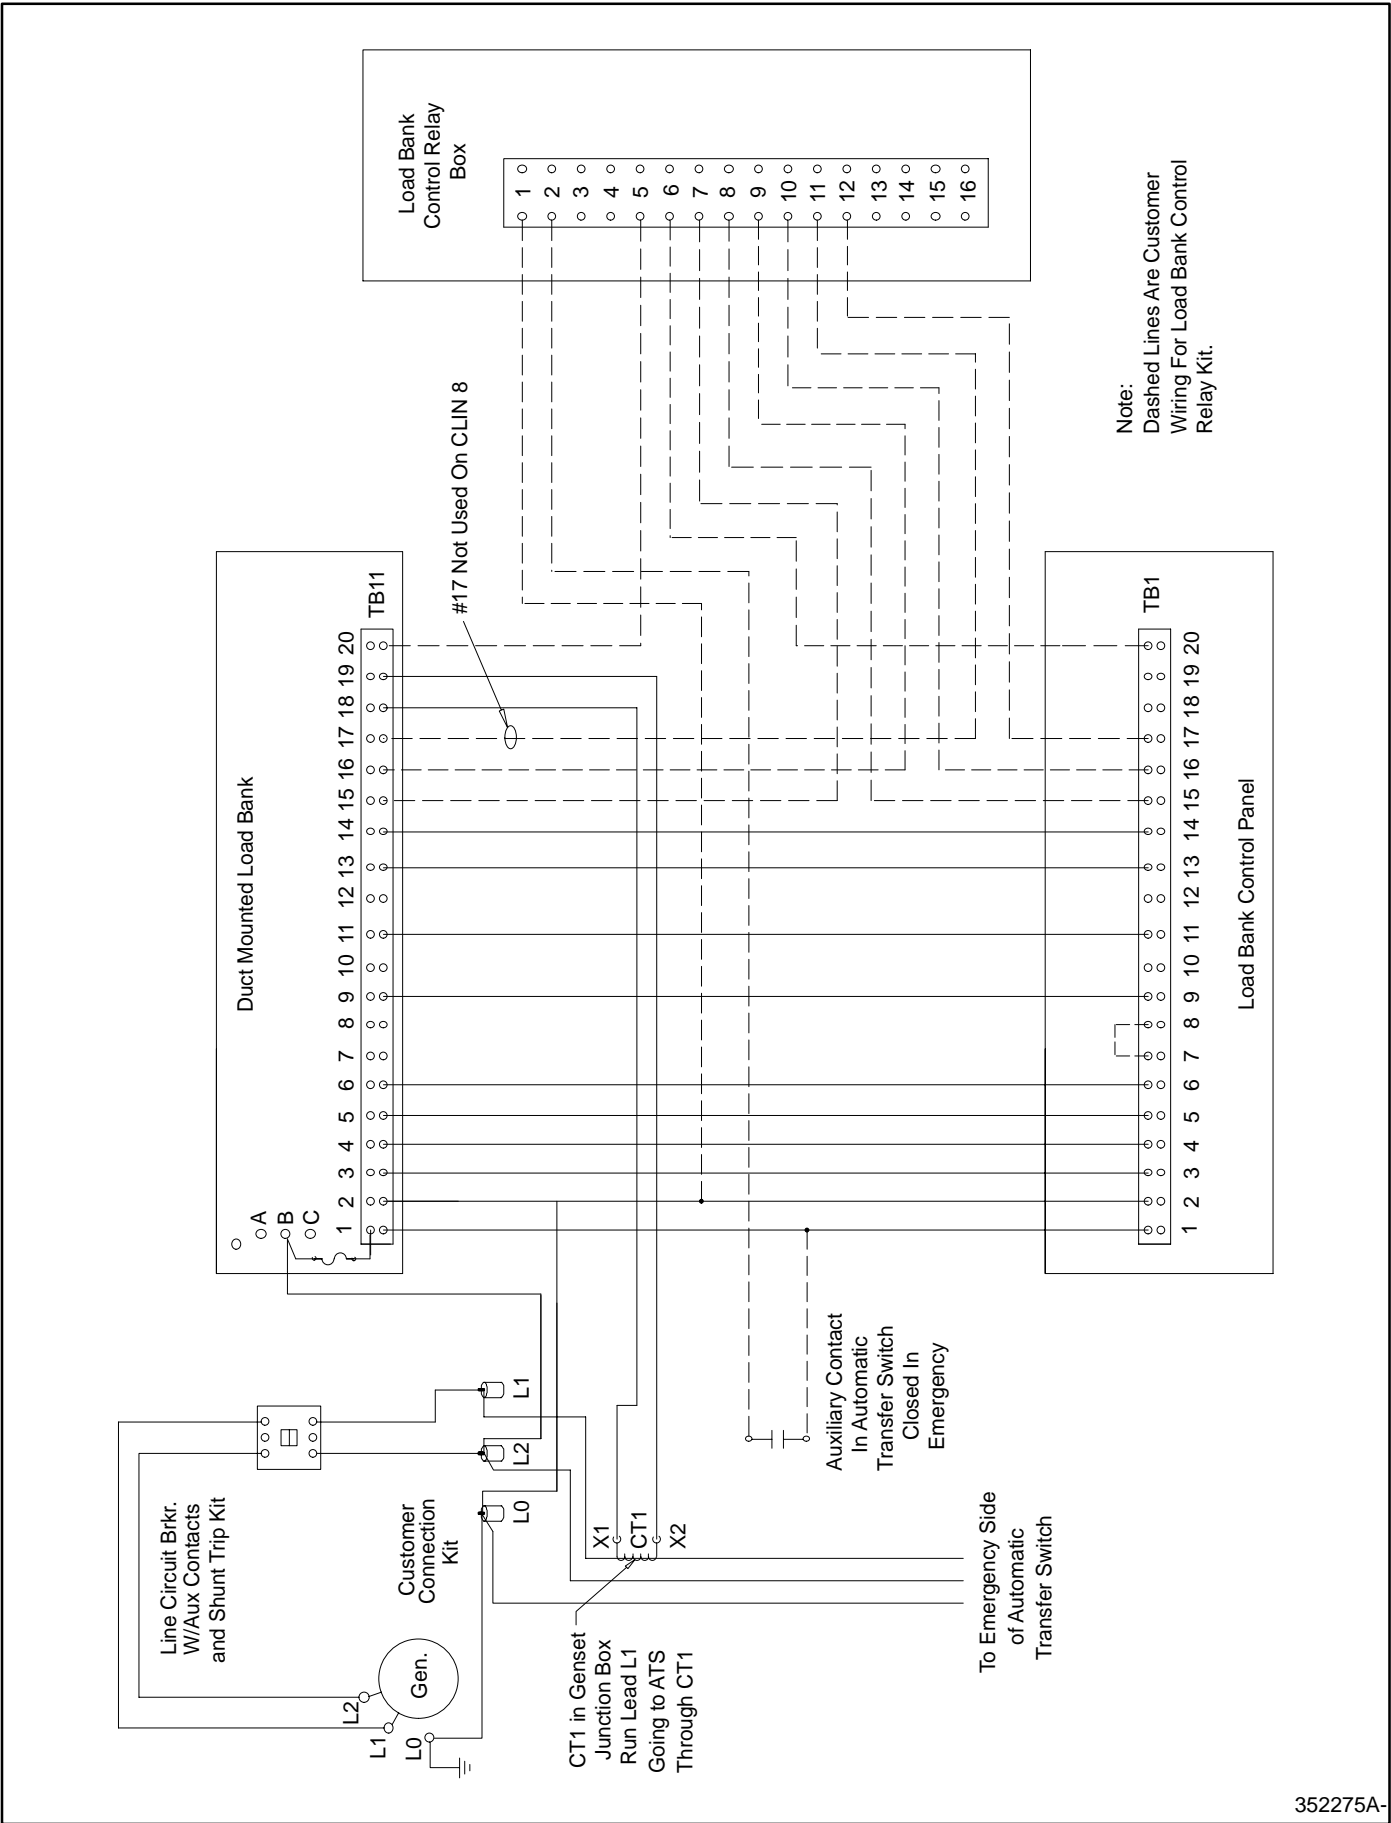 Load Bank
Control Relay
Box
1
2
3
4
5
6
7
8
9
10
11
12
13
14
15
16
Note:
Dashed Lines Are Customer
Wiring For Load Bank Control
Relay Kit.
#17 Not Used On CLIN 8
Duct Mounted Load Bank
A
B
C
TB11
1 2 3 4 5 6 7 8 9 10 11 12 13 14 15 16 17 18 19 20
TB1
1 2 3 4 5 6 7 8 9 10 11 12 13 14 15 16 17 18 19 20
Load Bank Control Panel
Line Circuit Brkr.
W/Aux Contacts
and Shunt Trip Kit
Customer
Connection
Kit
L1
L2
L0
Gen.
L2
L1
L0
X1
CT1
X2
CT1 in Genset
Junction Box
Run Lead L1
Going to ATS
Through CT1
Auxiliary Contact
In Automatic
Transfer Switch
Closed In
Emergency
To Emergency Side
of Automatic
Transfer Switch
352275A-